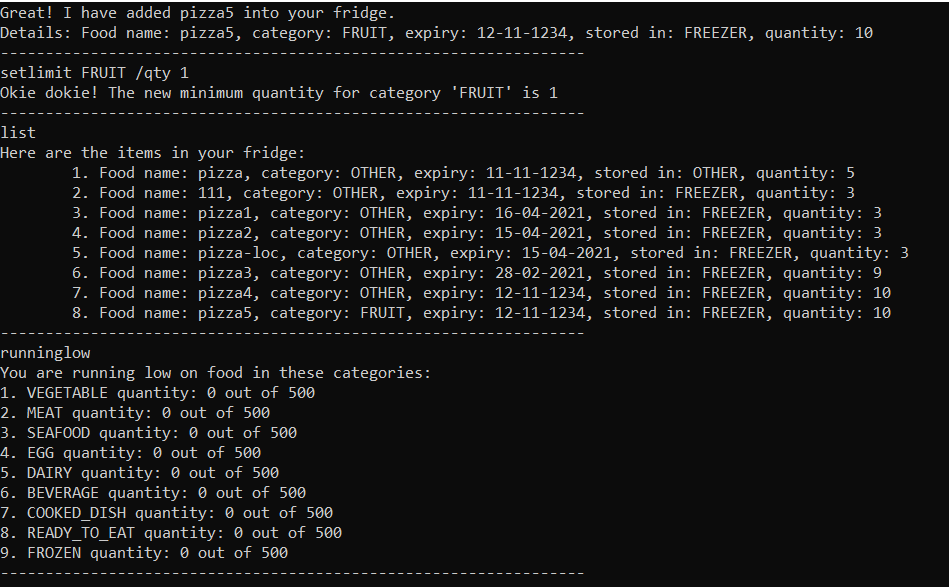 Great! I have added pizza5 into your fridge.
Details: Food name: pizza5, category: FRUIT, expiry: 12-11-1234, stored in: FREEZER, quantity: 10
-----------------------------------------------------------------
setlimit FRUIT /qty 1
Okie dokie! The new minimum quantity for category 'FRUIT' is 1
-----------------------------------------------------------------
list
Here are the items in your fridge:
1. Food name: pizza, category: OTHER, expiry: 11-11-1234, stored in: OTHER, quantity: 5
2. Food name: 111, category: OTHER, expiry: 11-11-1234, stored in: FREEZER, quantity: 3
3. Food name: pizza1, category: OTHER, expiry: 16-04-2021, stored in: FREEZER, quantity: 3
4. Food name: pizza2, category: OTHER, expiry: 15-04-2021, stored in: FREEZER, quantity: 3
5. Food name: pizza-loc, category: OTHER, expiry: 15-04-2021, stored in: FREEZER, quantity: 3
6. Food name: pizza3, category: OTHER, expiry: 28-02-2021, stored in: FREEZER, quantity: 9
7. Food name: pizza4, category: OTHER, expiry: 12-11-1234, stored in: FREEZER, quantity: 10
8. Food name: pizza5, category: FRUIT, expiry: 12-11-1234, stored in: FREEZER, quantity: 10
-----------------------------------------------------------------
runninglow
You are running low on food in these categories:
1. VEGETABLE quantity: 0 out of 500
2. MEAT quantity: 0 out of 500
3. SEAFOOD quantity: 0 out of 500
4. EGG quantity: 0 out of 500
5. DAIRY quantity: 0 out of 500
6. BEVERAGE quantity: 0 out of 500
7. COOKED_DISH quantity: 0 out of 500
8. READY_TO_EAT quantity: 0 out of 500
9. FROZEN quantity: 0 out of 500
-----------------------------------------------------------------